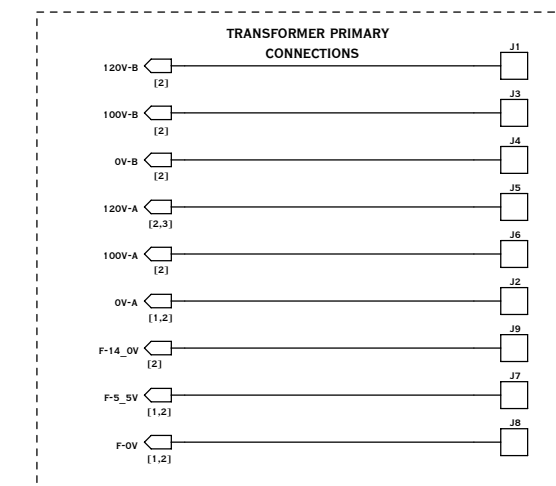 TRANSFORMER PRIMARY
CONNECTIONS
120V-B
[2]
J1
100V-B
[2]
J3
0V-B
[2]
J4
120V-A
[2,3]
J5
100V-A
[2]
J6
0V-A
[1,2]
J2
F-14_0V
[2]
J9
F-5_5V
[1,2]
J7
F-0V
[1,2]
J8